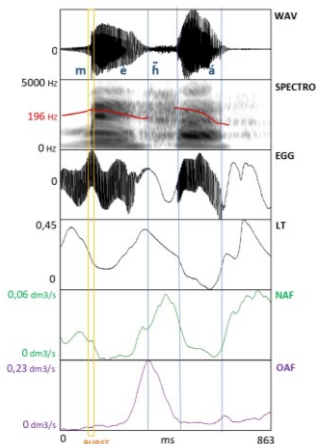 WAV
0
m e h̃ á
5000 Hz
SPECTRO
196 Hz
0 Hz
EGG
0
0,45
LT
0
0,06 dm3/s
NAF
0 dm3/s
0,23 dm3/s
OAF
0 dm3/s
0 BURST ms 863